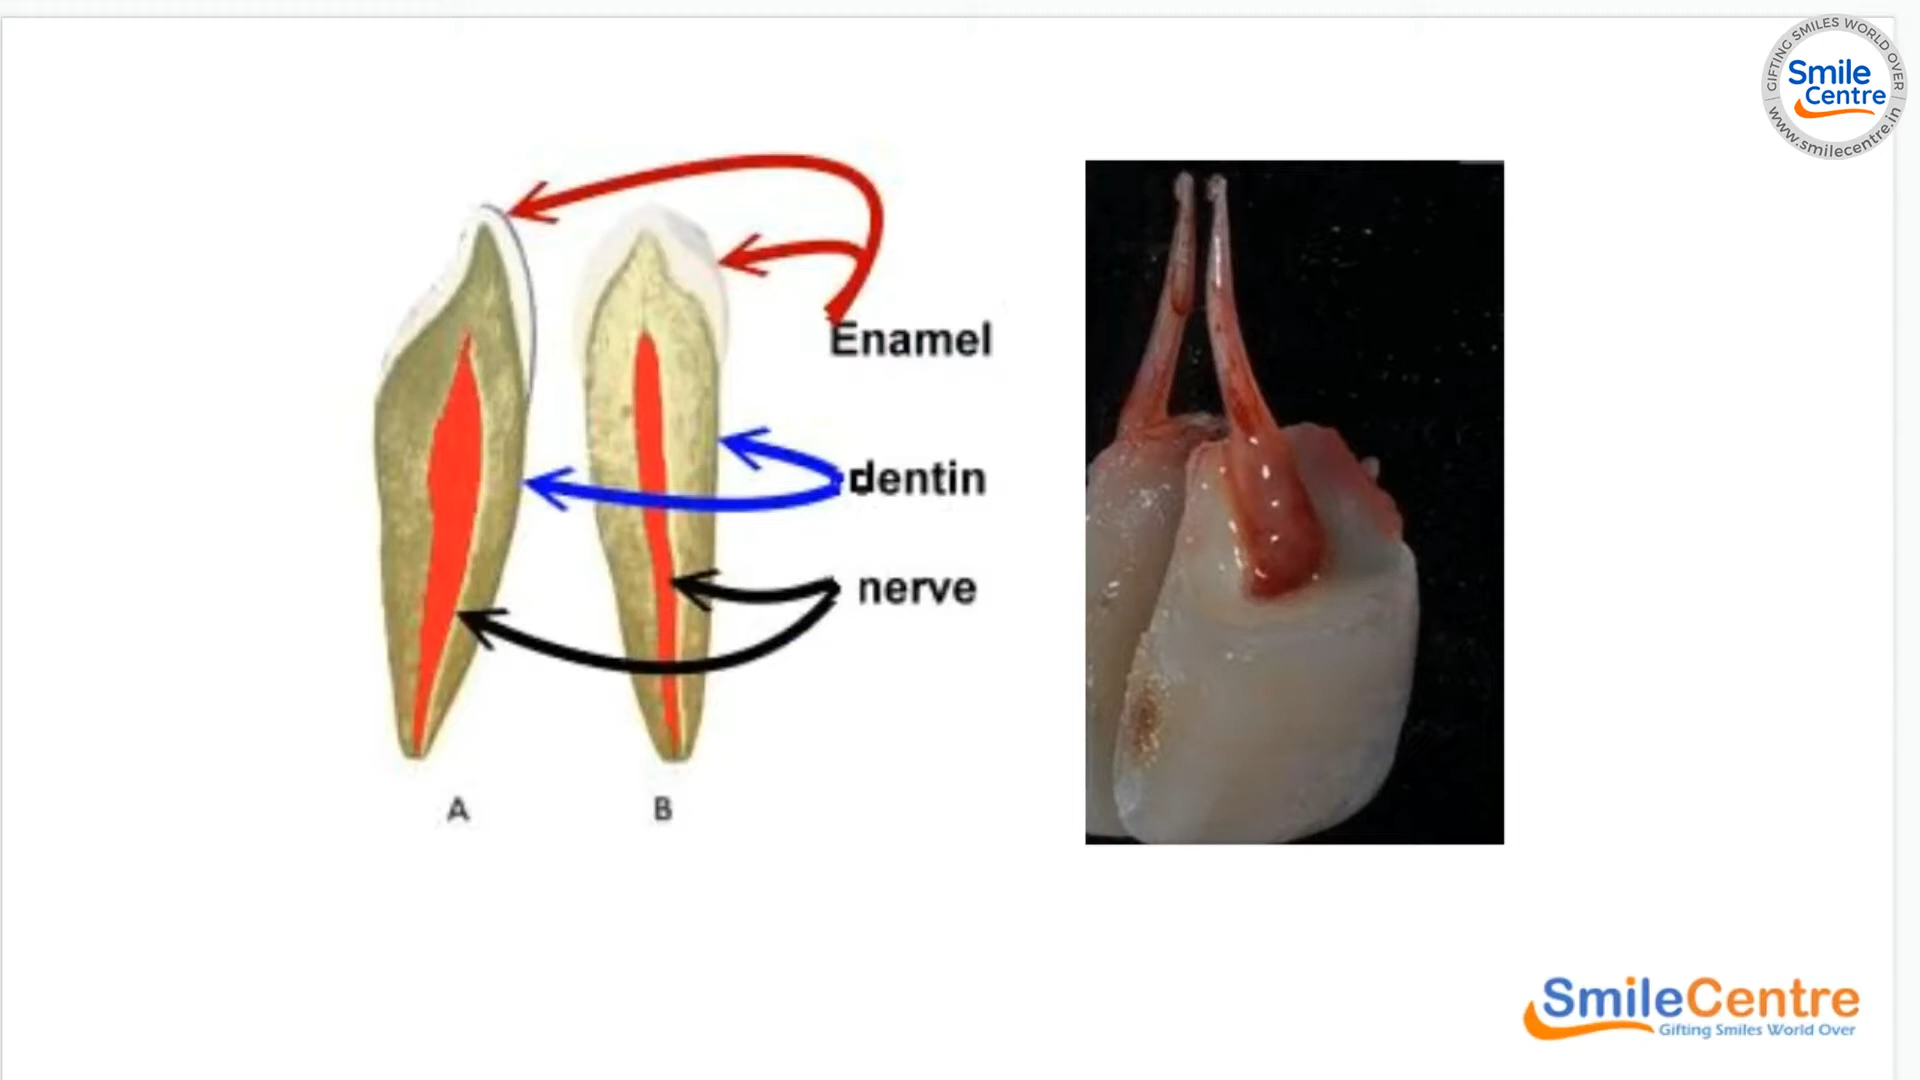 GIFTING SMILES WORLD OVER
Smile
Centre
www.smilecentre.in
Enamel
dentin
nerve
A
B
SmileCentre
Gifting Smiles World Over